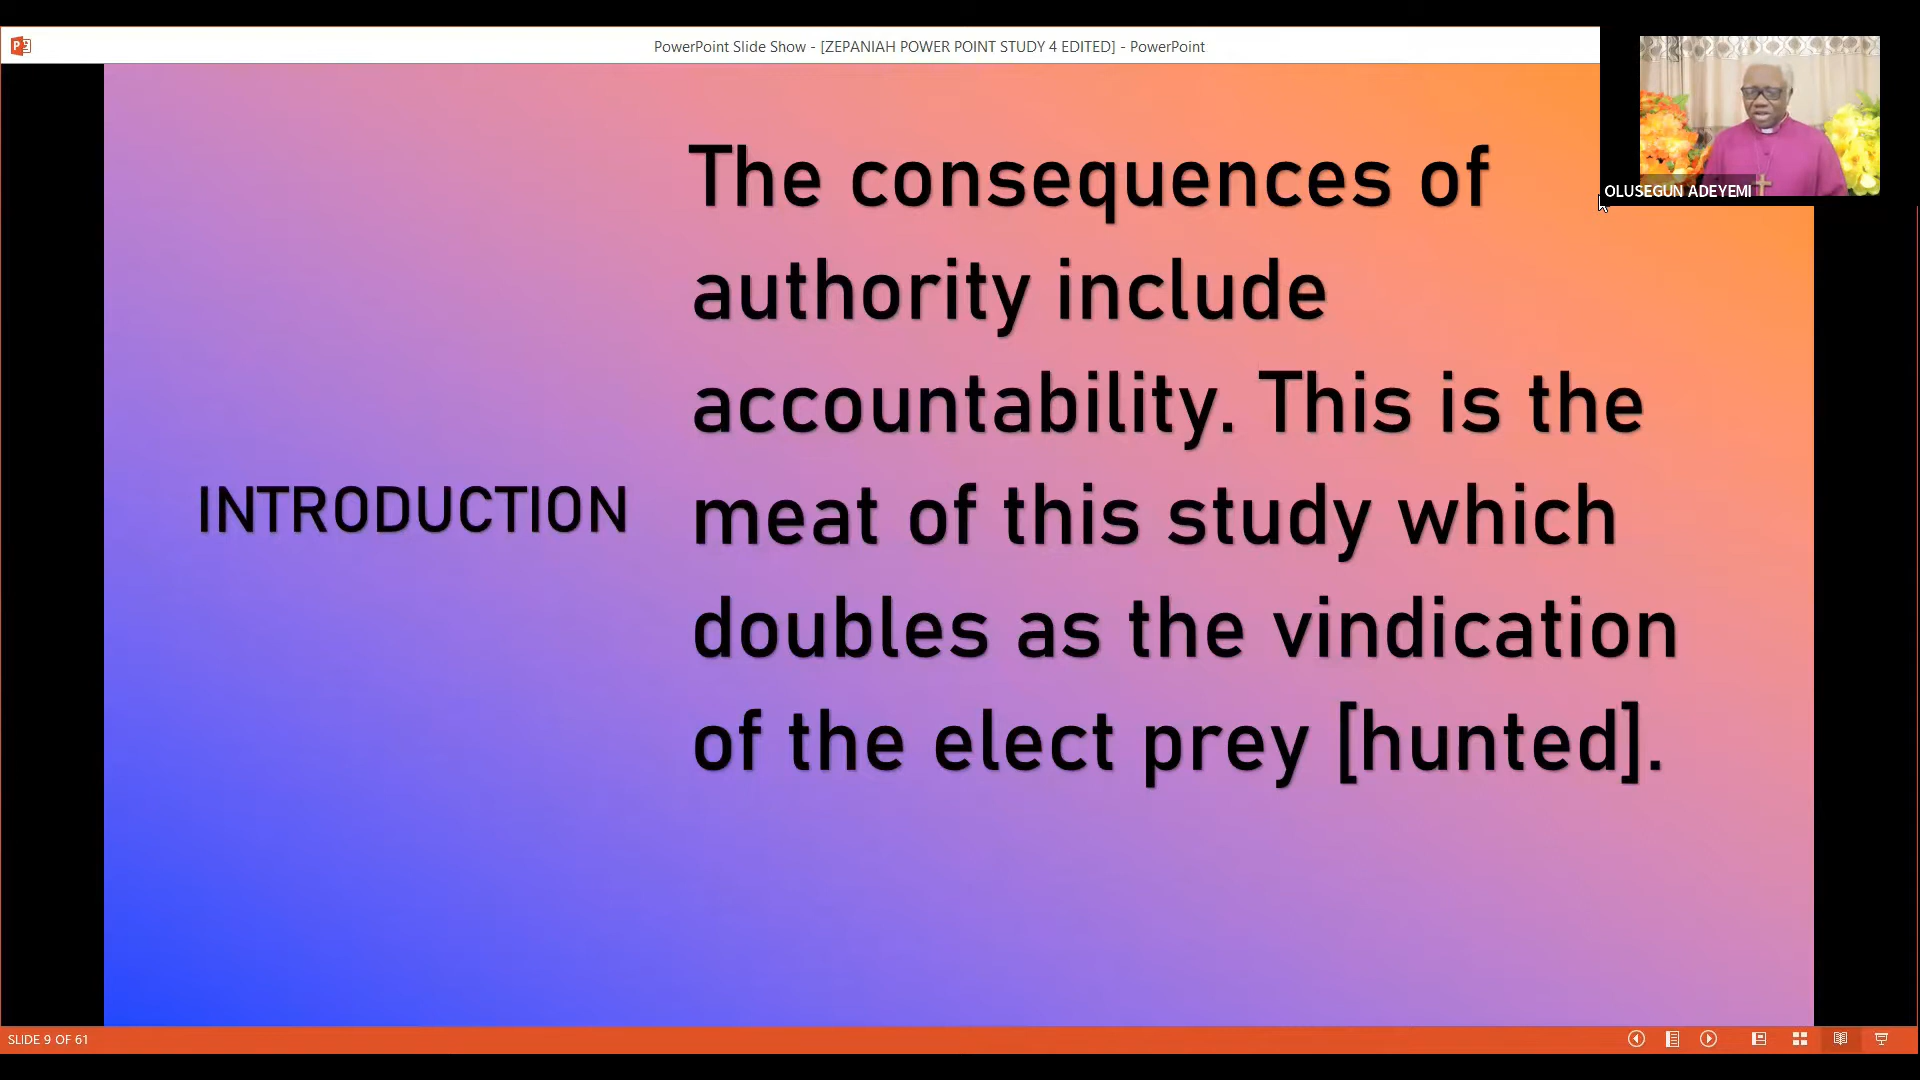 PowerPoint Slide Show - [ZEPANIAH POWER POINT STUDY 4 EDITED] - PowerPoint
OLUSEGUN ADEYEMI
INTRODUCTION
The consequences of
authority include
accountability. This is the
meat of this study which
doubles as the vindication
of the elect prey [hunted].
SLIDE 9 OF 61